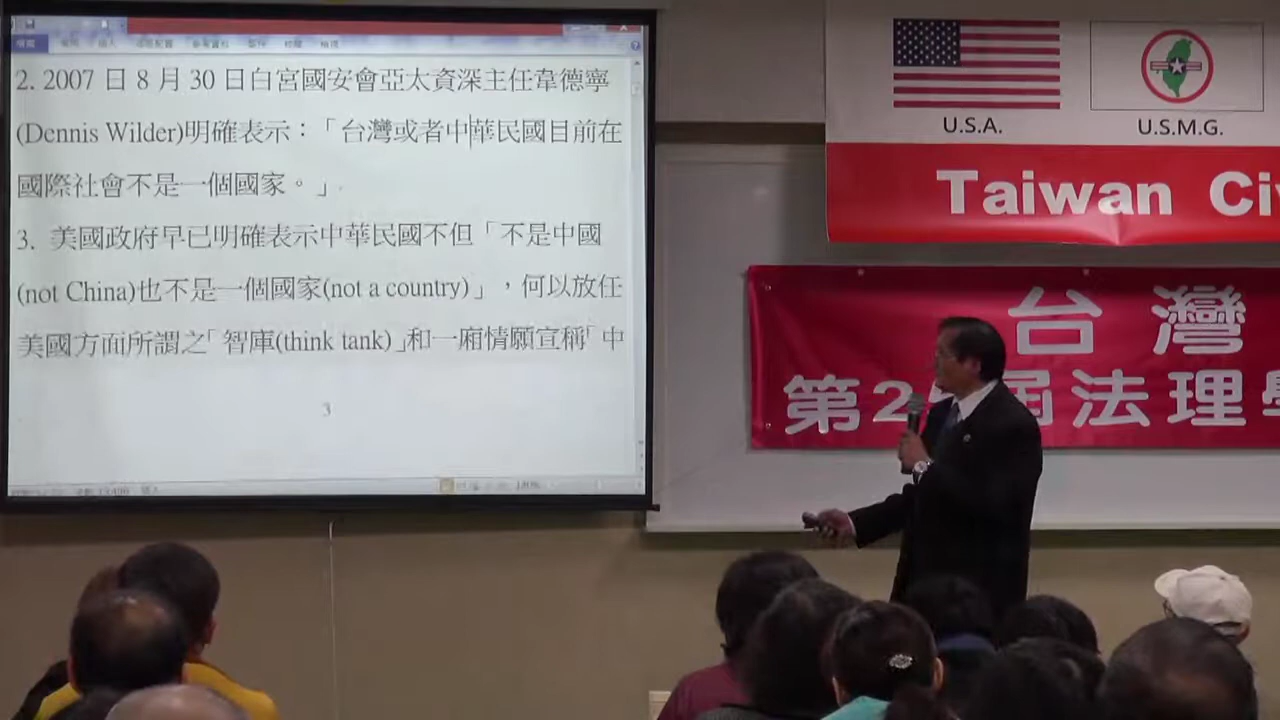 2. 2007 日 8 月 30 日白宮國安會亞太資深主任韋德寧
(Dennis Wilder)明確表示：「台灣或者中華民國目前在
國際社會不是一個國家。」
3. 美國政府早已明確表示中華民國不但「不是中國
(not China)也不是一個國家(not a country)」，何以放任
美國方面所謂之「智庫(think tank)」和一廂情願宣稱「中
3
U.S.A.
U.S.M.G.
Taiwan Ci
台灣
第2 屆法理學